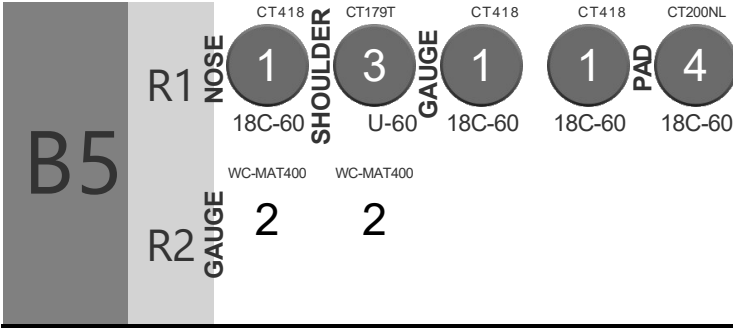 B5
R1
CT418 CT179T CT418 CT418 CT200NL
NOSE 1 SHOULDER 3 GAUGE 1 1 PAD 4
18C-60 U-60 18C-60 18C-60 18C-60
WC-MAT400 WC-MAT400
R2
GAUGE 2 2